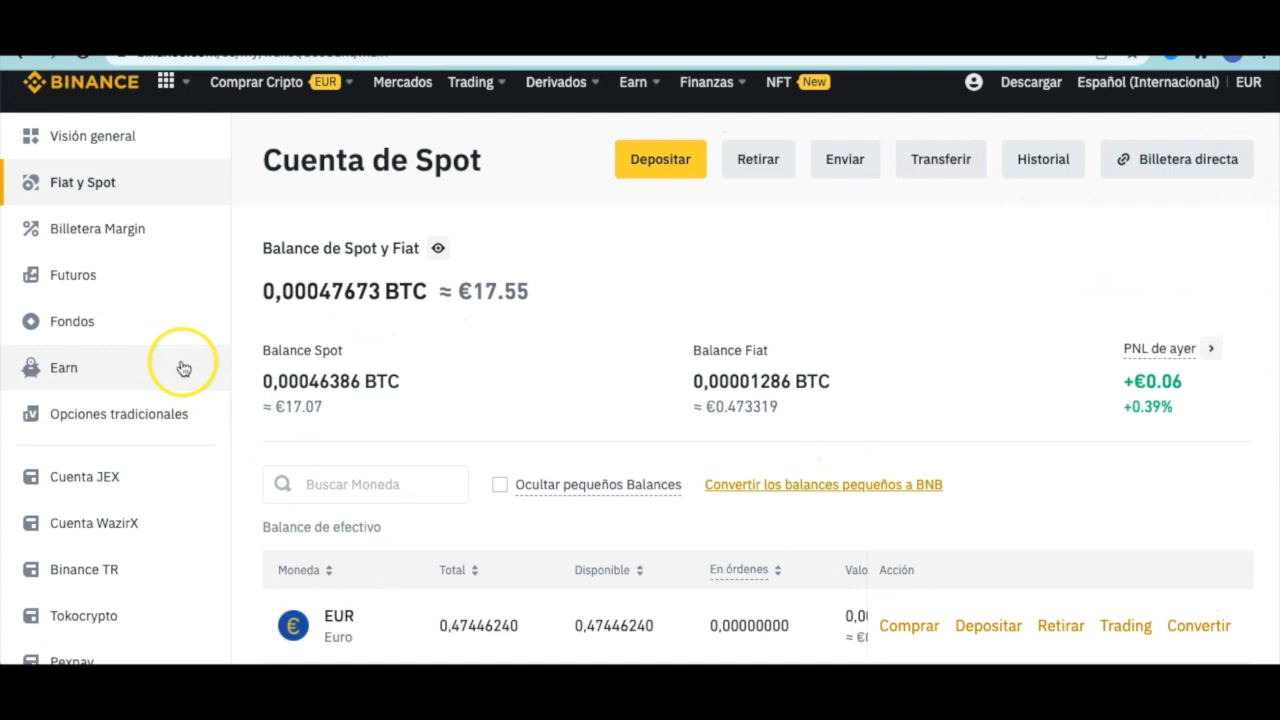 BINANCE
Comprar Cripto EUR
Mercados
Trading
Derivados
Earn
Finanzas
NFT New
Descargar
Español (Internacional)
EUR
Visión general
Fiat y Spot
Billetera Margin
Futuros
Fondos
Earn
Opciones tradicionales
Cuenta JEX
Cuenta WazirX
Binance TR
Tokocrypto
Pexpay
Cuenta de Spot
Depositar
Retirar
Enviar
Transferir
Historial
Billetera directa
Balance de Spot y Fiat
0,00047673 BTC ≈ €17.55
Balance Spot
0,00046386 BTC
≈ €17.07
Balance Fiat
0,00001286 BTC
≈ €0.473319
PNL de ayer
+€0.06
+0.39%
Buscar Moneda
Ocultar pequeños Balances
Convertir los balances pequeños a BNB
Balance de efectivo
Moneda Total Disponible En órdenes Valo Acción
EUR
Euro
0,47446240 0,47446240 0,00000000 0,0
≈ €
Comprar Depositar Retirar Trading Convertir